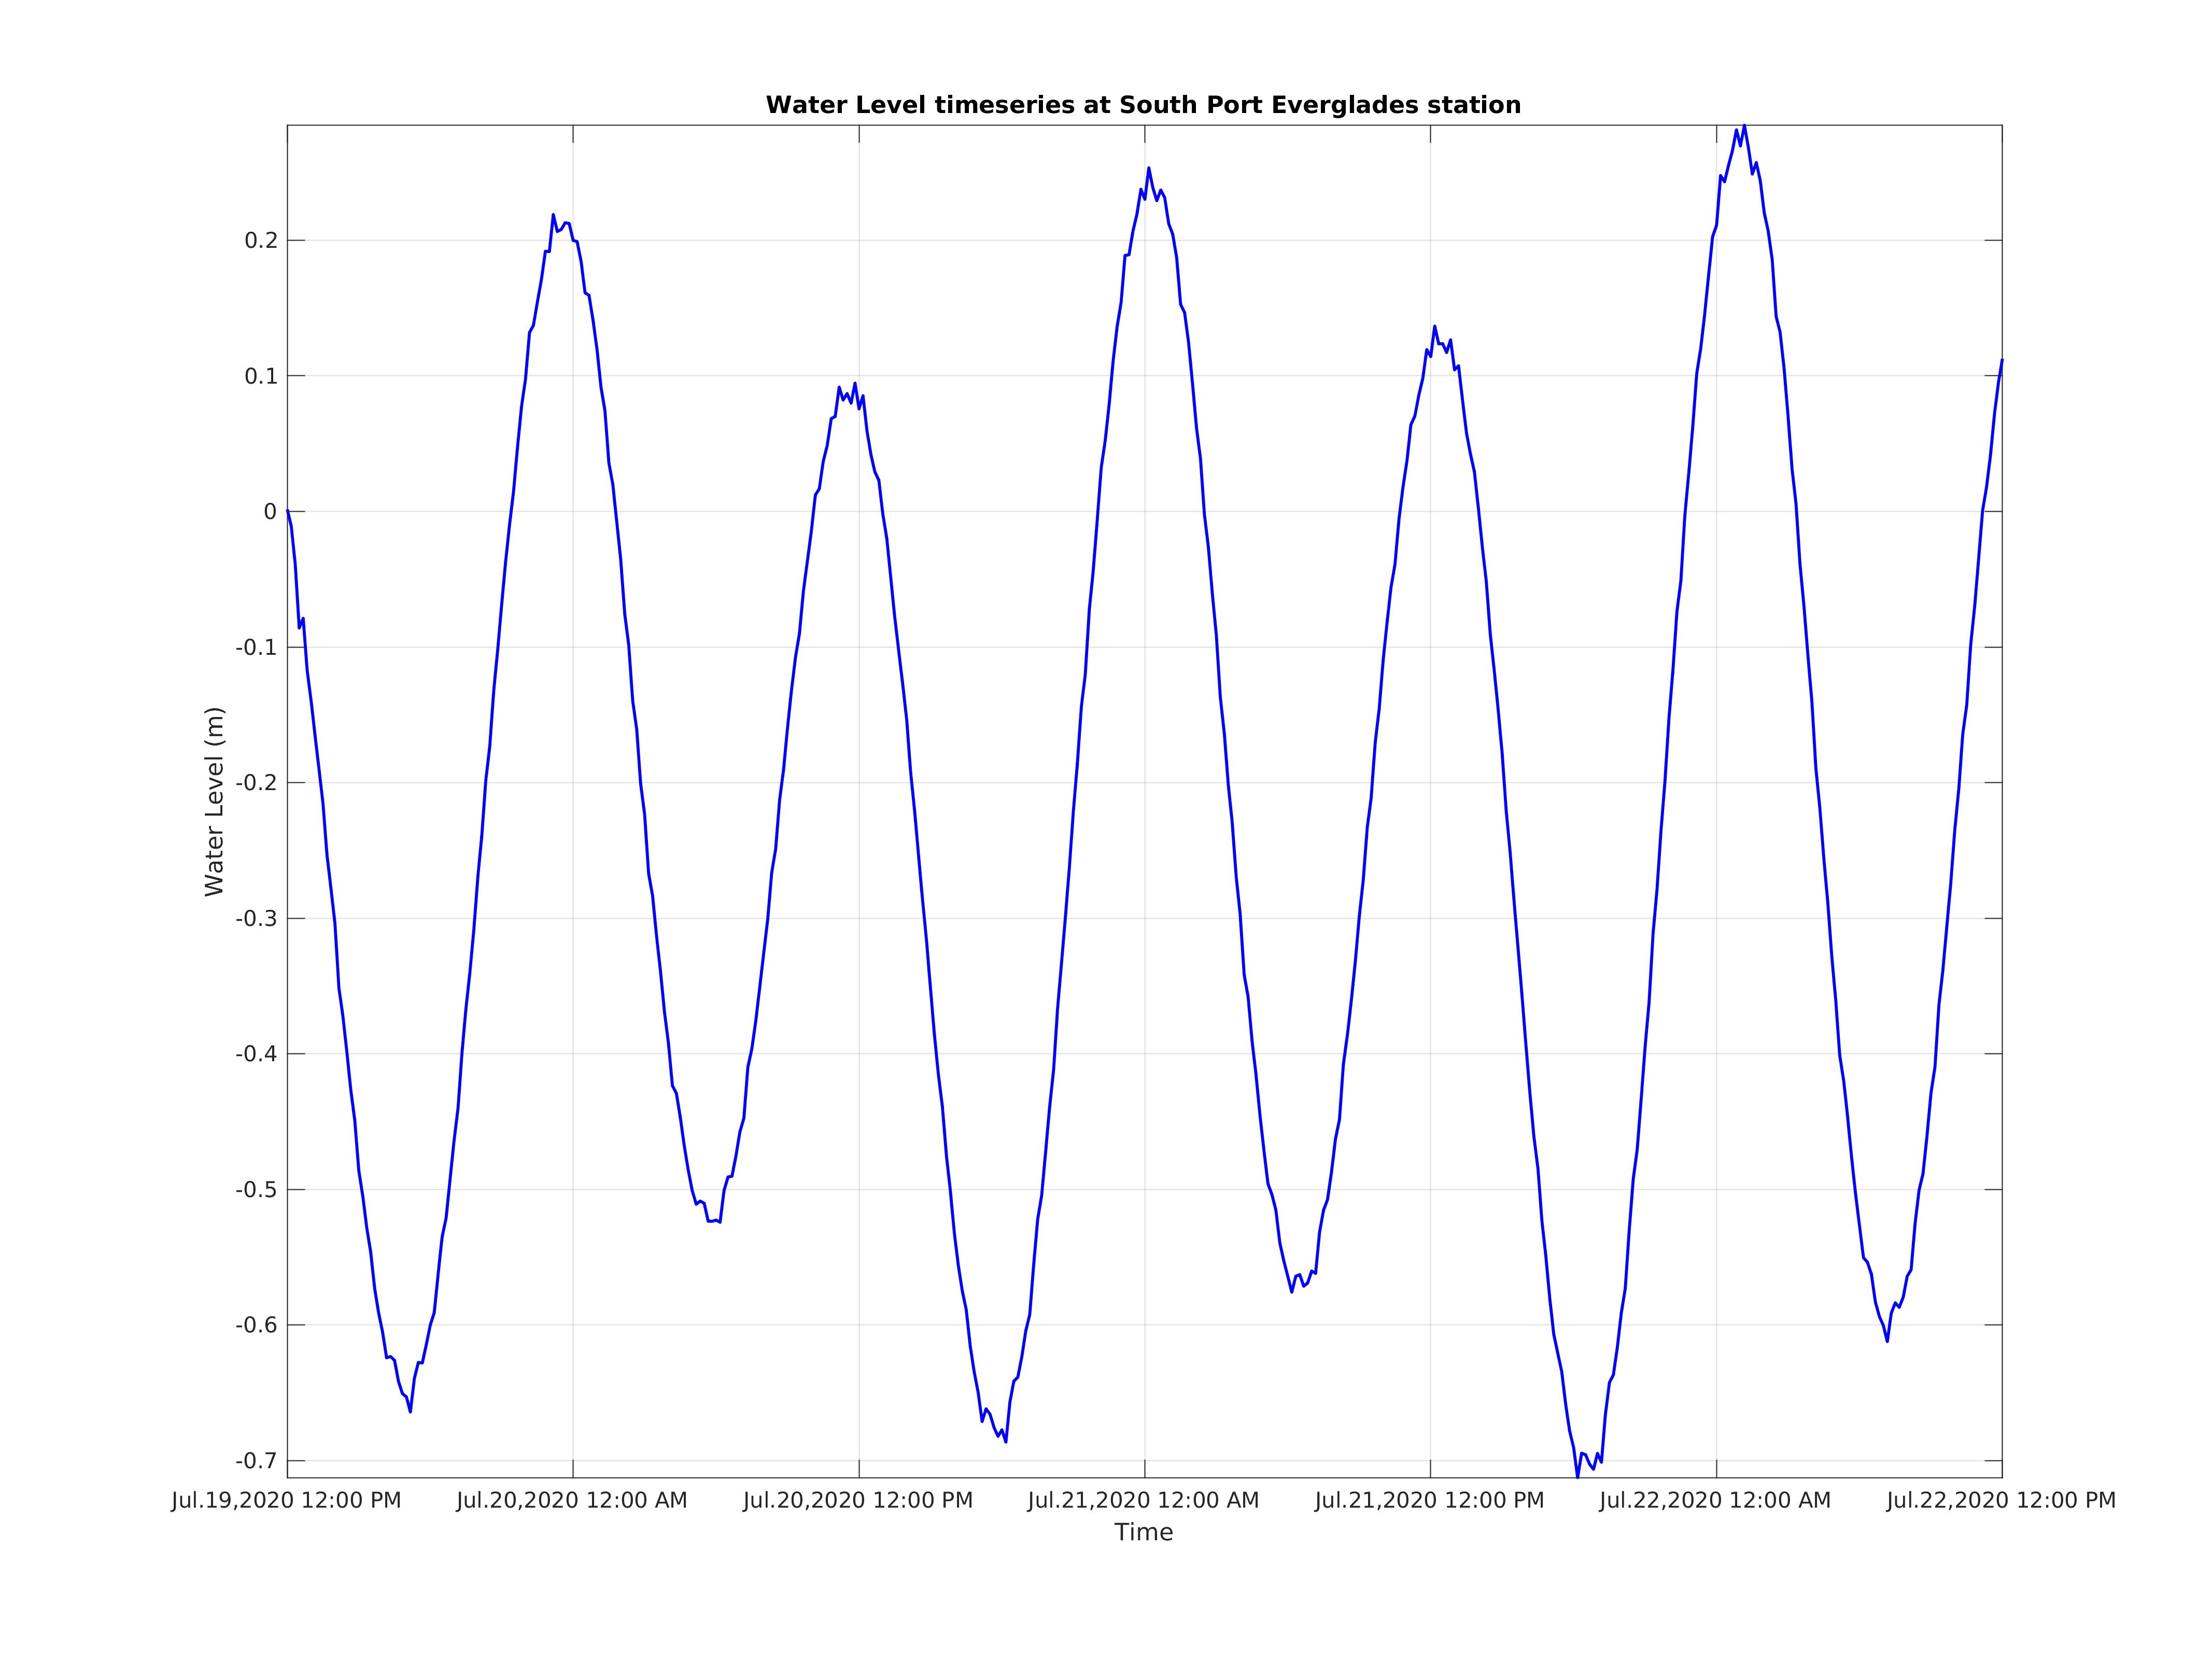 Water Level timeseries at South Port Everglades station
0.2
0.1
0
-0.1
-0.2
-0.3
-0.4
-0.5
-0.6
-0.7
Water Level (m)
Jul.19,2020 12:00 PM
Jul.20,2020 12:00 AM
Jul.20,2020 12:00 PM
Jul.21,2020 12:00 AM
Jul.21,2020 12:00 PM
Jul.22,2020 12:00 AM
Jul.22,2020 12:00 PM
Time